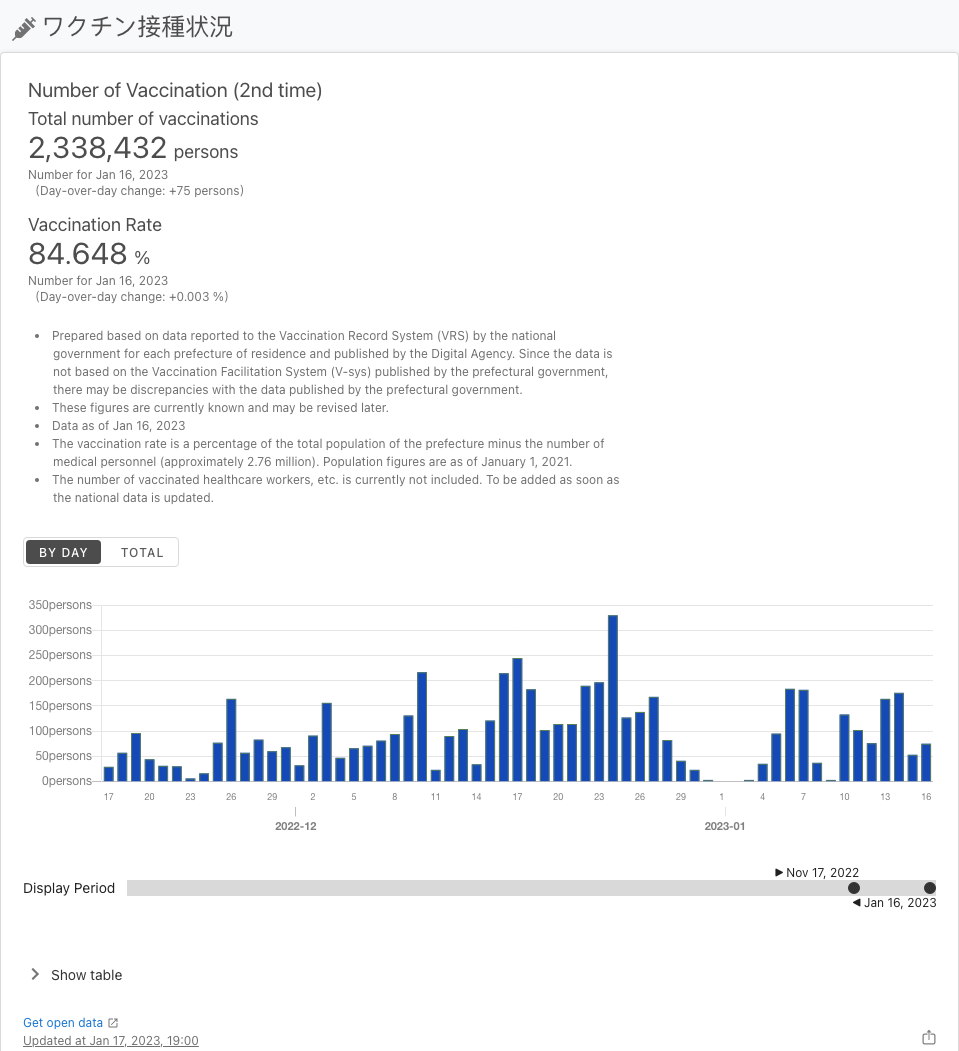 ワクチン接種状況
Number of Vaccination (2nd time)
Total number of vaccinations
2,338,432 persons
Number for Jan 16, 2023
(Day-over-day change: +75 persons)
Vaccination Rate
84.648 %
Number for Jan 16, 2023
(Day-over-day change: +0.003 %)
• Prepared based on data reported to the Vaccination Record System (VRS) by the national
government for each prefecture of residence and published by the Digital Agency. Since the data is
not based on the Vaccination Facilitation System (V-sys) published by the prefectural government,
there may be discrepancies with the data published by the prefectural government.
• These figures are currently known and may be revised later.
• Data as of Jan 16, 2023
• The vaccination rate is a percentage of the total population of the prefecture minus the number of
medical personnel (approximately 2.76 million). Population figures are as of January 1, 2021.
• The number of vaccinated healthcare workers, etc. is currently not included. To be added as soon as
the national data is updated.
BY DAY TOTAL
350persons
300persons
250persons
200persons
150persons
100persons
50persons
0persons
17 20 23 26 29 2 5 8 11 14 17 20 23 26 29 1 4 7 10 13 16
2022-12 2023-01
▶ Nov 17, 2022
Display Period
◀ Jan 16, 2023
Show table
Get open data
Updated at Jan 17, 2023, 19:00